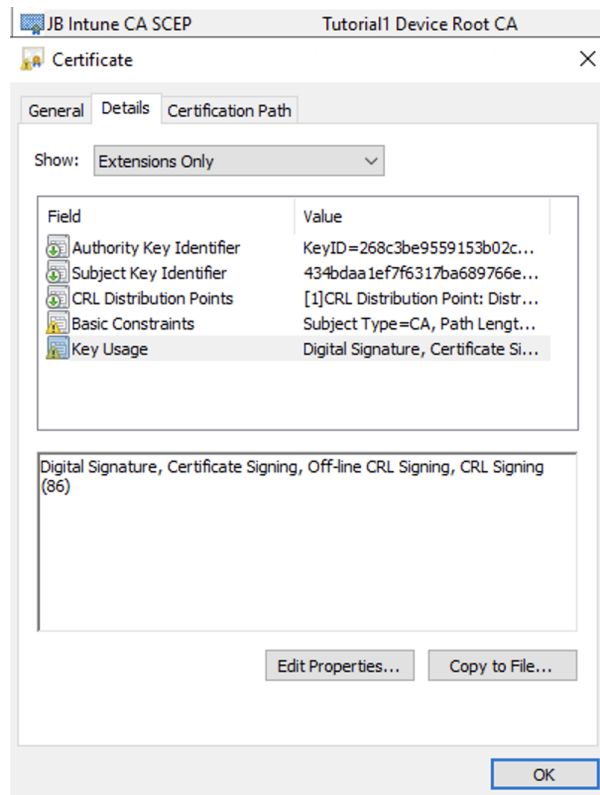 JB Intune CA SCEP Tutorial1 Device Root CA
Certificate
General Details Certification Path
Show: Extensions Only
Field Value
Authority Key Identifier KeyID=268c3be9559153b02c...
Subject Key Identifier 434bdaa1ef7f6317ba689766e...
CRL Distribution Points [1]CRL Distribution Point: Distr...
Basic Constraints Subject Type=CA, Path Lengt...
Key Usage Digital Signature, Certificate Si...
Digital Signature, Certificate Signing, Off-line CRL Signing, CRL Signing
(86)
Edit Properties... Copy to File...
OK